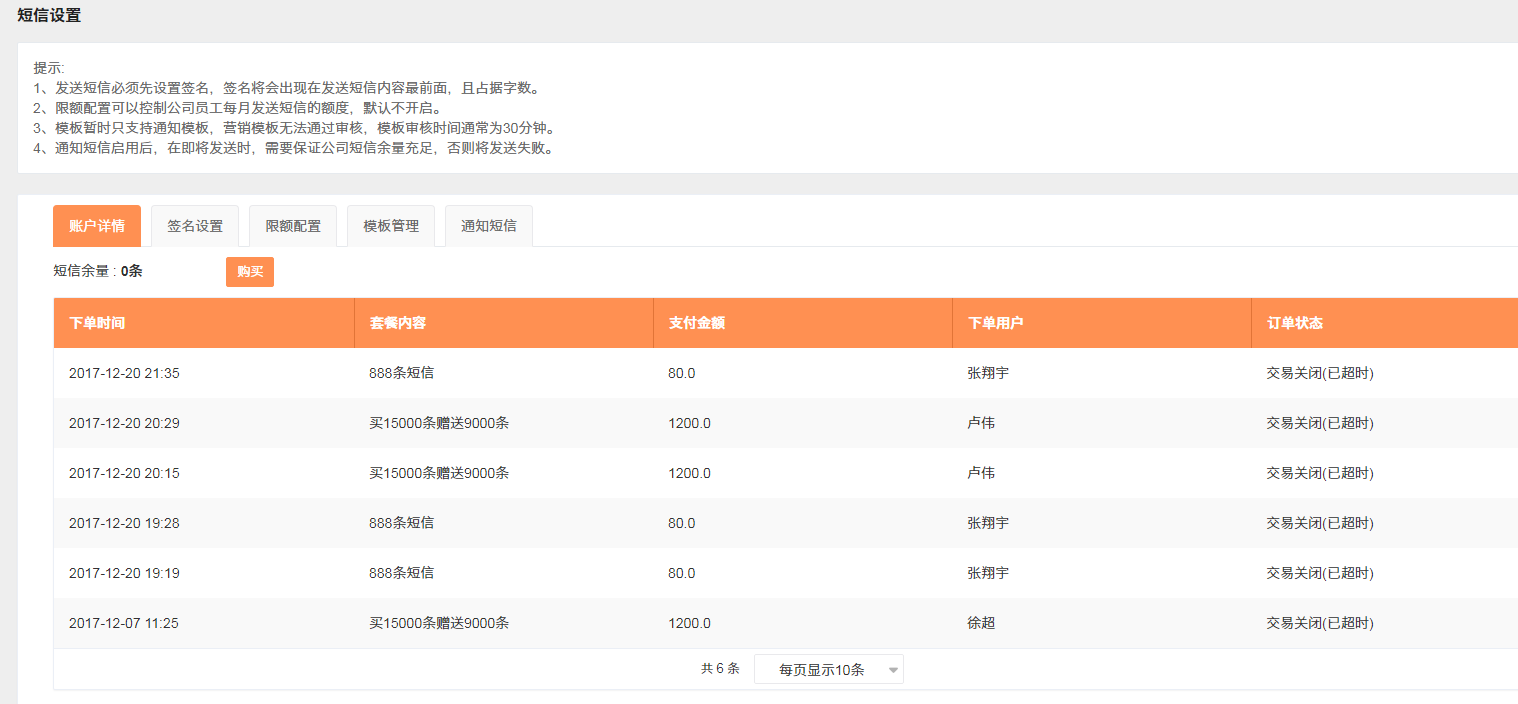 短信设置
提示:
1、发送短信必须先设置签名，签名将会出现在发送短信内容最前面，且占据字数。
2、限额配置可以控制公司员工每月发送短信的额度，默认不开启。
3、模板暂时只支持通知模板，营销模板无法通过审核，模板审核时间通常为30分钟。
4、通知短信启用后，在即将发送时，需要保证公司短信余量充足，否则将发送失败。
账户详情 签名设置 限额配置 模板管理 通知短信
短信余量 : 0条 购买
下单时间 套餐内容 支付金额 下单用户 订单状态
2017-12-20 21:35 888条短信 80.0 张翔宇 交易关闭(已超时)
2017-12-20 20:29 买15000条赠送9000条 1200.0 卢伟 交易关闭(已超时)
2017-12-20 20:15 买15000条赠送9000条 1200.0 卢伟 交易关闭(已超时)
2017-12-20 19:28 888条短信 80.0 张翔宇 交易关闭(已超时)
2017-12-20 19:19 888条短信 80.0 张翔宇 交易关闭(已超时)
2017-12-07 11:25 买15000条赠送9000条 1200.0 徐超 交易关闭(已超时)
共 6 条 每页显示10条